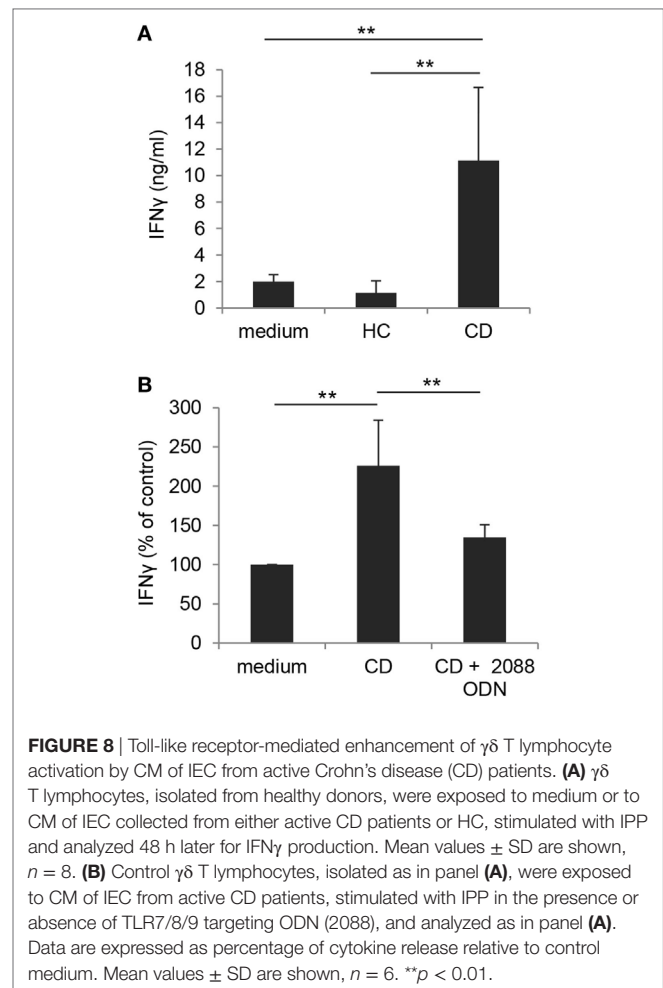 A
**
**
18
16
14
12
10
8
6
4
2
0
IFNγ (ng/ml)
medium HC CD
B
**
**
300
250
200
150
100
50
0
IFNγ (% of control)
medium CD CD + 2088
ODN
FIGURE 8 | Toll-like receptor-mediated enhancement of γδ T lymphocyte
activation by CM of IEC from active Crohn’s disease (CD) patients. (A) γδ
T lymphocytes, isolated from healthy donors, were exposed to medium or to
CM of IEC collected from either active CD patients or HC, stimulated with IPP
and analyzed 48 h later for IFNγ production. Mean values ± SD are shown,
n = 8. (B) Control γδ T lymphocytes, isolated as in panel (A), were exposed
to CM of IEC from active CD patients, stimulated with IPP in the presence or
absence of TLR7/8/9 targeting ODN (2088), and analyzed as in panel (A).
Data are expressed as percentage of cytokine release relative to control
medium. Mean values ± SD are shown, n = 6. **p < 0.01.